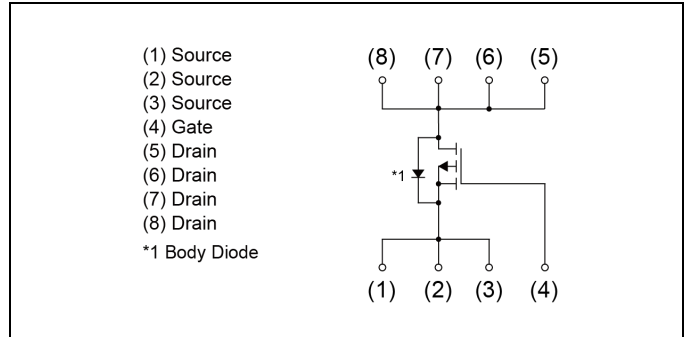 (1) Source
(2) Source
(3) Source
(4) Gate
(5) Drain
(6) Drain
(7) Drain
(8) Drain
*1 Body Diode
(8) (7) (6) (5)
*1
(1) (2) (3) (4)